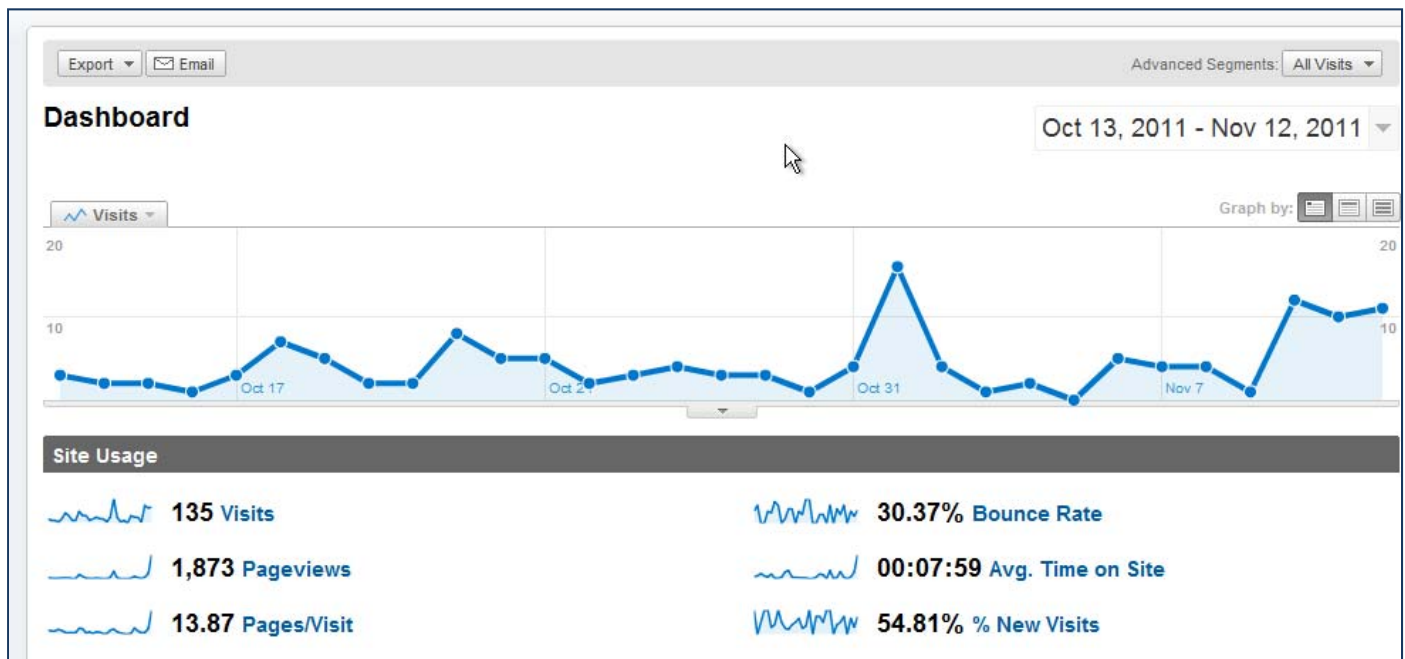 Export Email Advanced Segments: All Visits
Dashboard
Oct 13, 2011 - Nov 12, 2011
Visits Graph by:
20 20
10 10
Oct 17 Oct 31 Nov 7
Site Usage
135 Visits 30.37% Bounce Rate
1,873 Pageviews 00:07:59 Avg. Time on Site
13.87 Pages/Visit 54.81% % New Visits